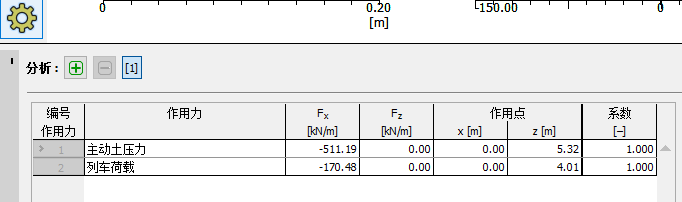 0 0.20 -150.00 0
[m]
分析： [1]
编号 作用力 Fx Fz 作用点 系数
作用力 [kN/m] [kN/m] x [m] z [m] [–]
1 主动土压力 -511.19 0.00 0.00 5.32 1.000
2 列车荷载 -170.48 0.00 0.00 4.01 1.000